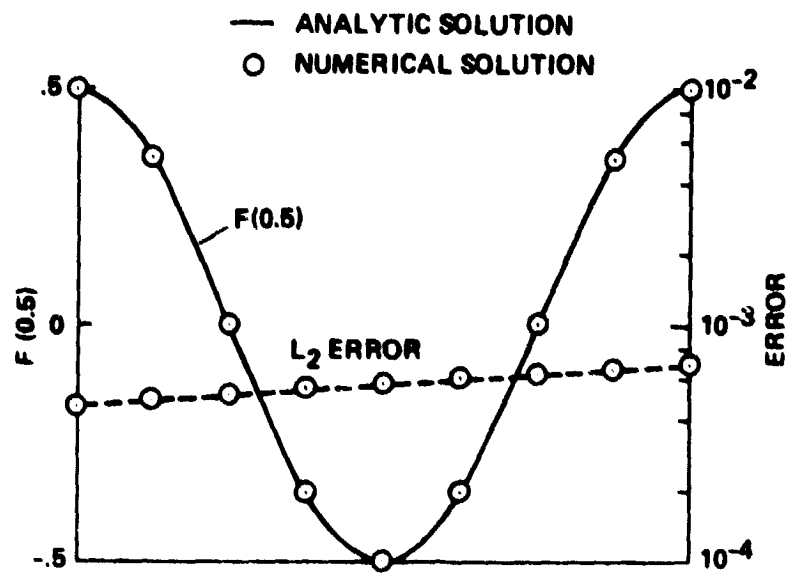 ANALYTIC SOLUTION
NUMERICAL SOLUTION
.5
10-2
F(0.5)
F (0.5)
0
10-3
ERROR
L2 ERROR
-.5
10-4